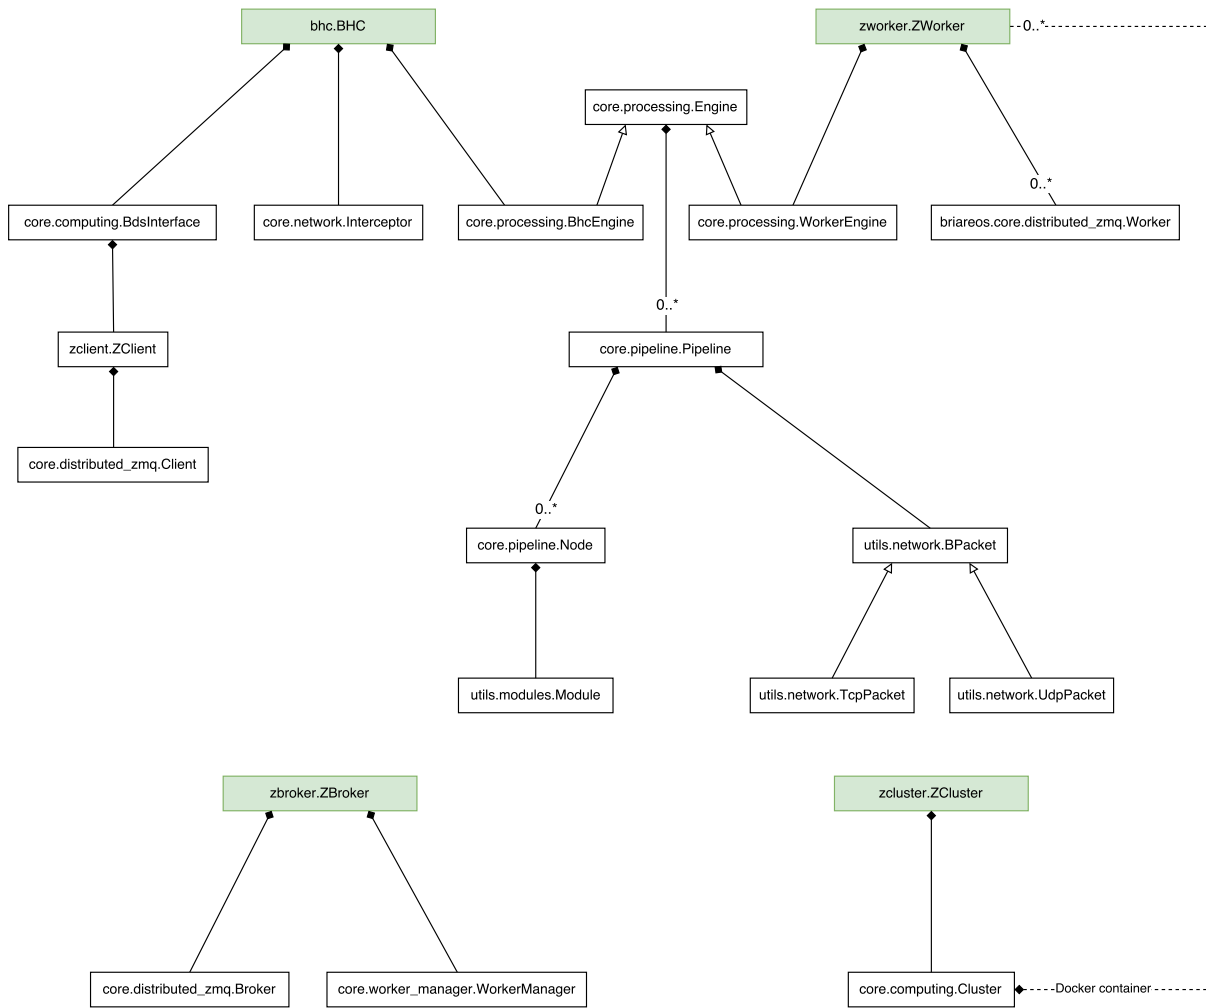 bhc.BHC
zworker.ZWorker
0..*
core.processing.Engine
0..*
core.computing.BdsInterface
core.network.Interceptor
core.processing.BhcEngine
core.processing.WorkerEngine
briareos.core.distributed_zmq.Worker
0..*
zclient.ZClient
core.pipeline.Pipeline
core.distributed_zmq.Client
0..*
core.pipeline.Node
utils.network.BPacket
utils.modules.Module
utils.network.TcpPacket
utils.network.UdpPacket
zbroker.ZBroker
zcluster.ZCluster
core.distributed_zmq.Broker
core.worker_manager.WorkerManager
core.computing.Cluster
Docker container